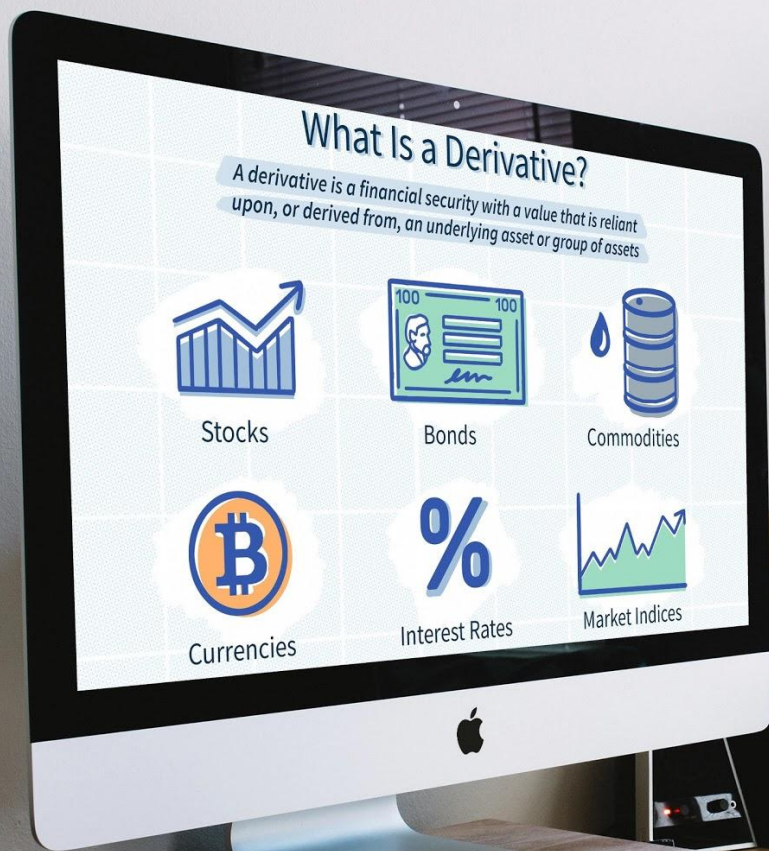 What Is a Derivative?
A derivative is a financial security with a value that is reliant
upon, or derived from, an underlying asset or group of assets
100 100
Stocks
Bonds
Commodities
B
%
Currencies
Interest Rates
Market Indices